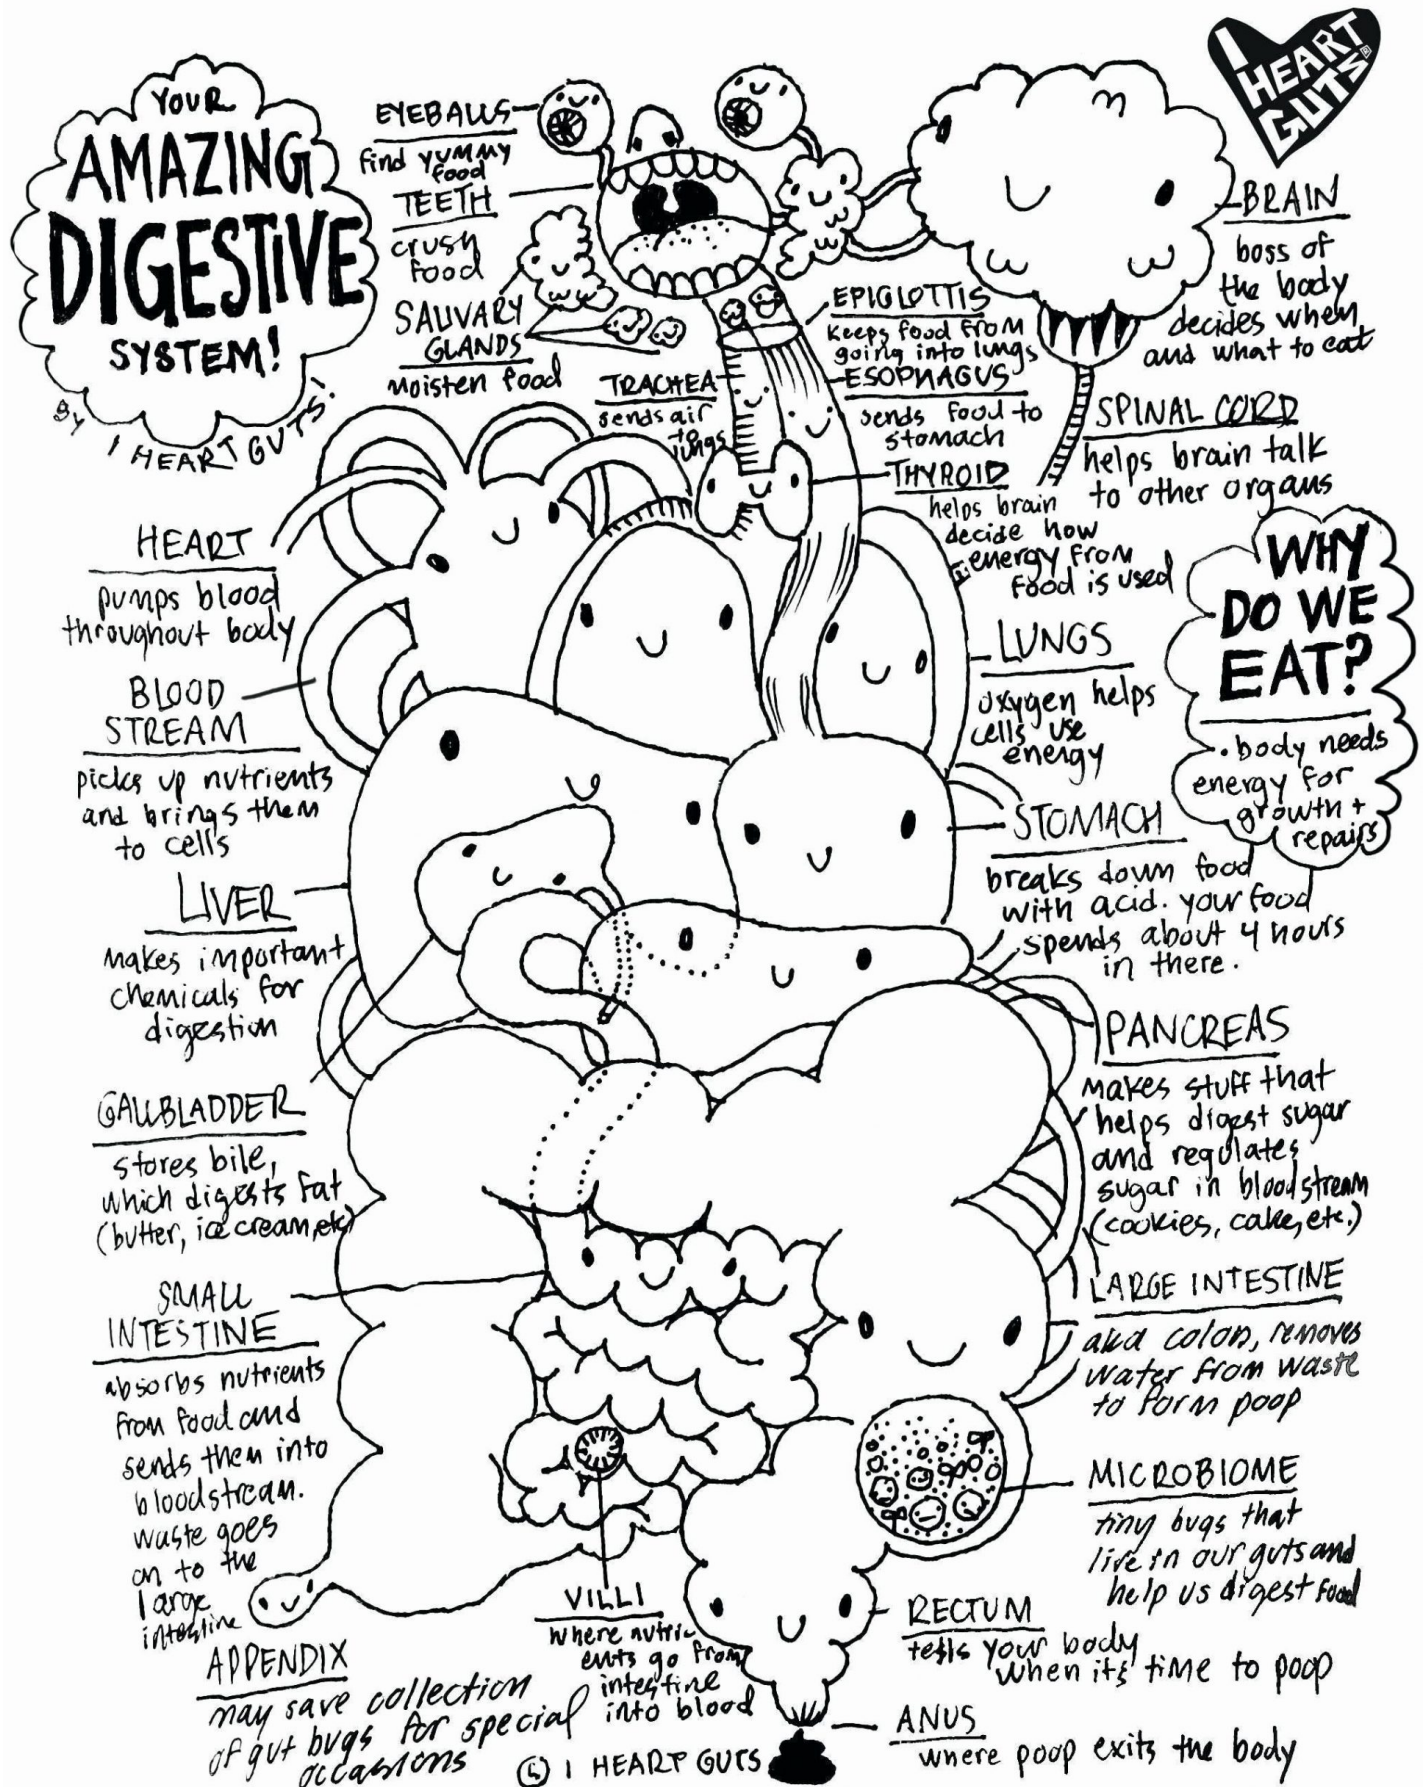 YOUR
AMAZING
DIGESTIVE
SYSTEM!
BY I HEART GUTS!
I
HEART
GUTS®
EYEBALLS
find yummy
food
TEETH
crush
food
SALIVARY
GLANDS
moisten food
TRACHEA
sends air
to
lungs
EPIGLOTTIS
keeps food from
going into lungs
ESOPHAGUS
sends food to
stomach
THYROID
helps brain
decide how
energy from
food is used
BRAIN
boss of
the body
decides when
and what to eat
SPINAL CORD
helps brain talk
to other organs
WHY
DO WE
EAT?
• body needs
energy for
growth +
repairs
HEART
pumps blood
throughout body
BLOOD
STREAM
picks up nutrients
and brings them
to cells
LIVER
makes important
chemicals for
digestion
GALLBLADDER
stores bile,
which digests fat
(butter, ice cream, etc)
SMALL
INTESTINE
absorbs nutrients
from food and
sends them into
bloodstream.
waste goes
on to the
large
intestine
APPENDIX
may save collection
of gut bugs for special
occasions
VILLI
where nutri-
ents go from
intestine
into blood
LUNGS
oxygen helps
cells use
energy
STOMACH
breaks down food
with acid. your food
spends about 4 hours
in there.
PANCREAS
makes stuff that
helps digest sugar
and regulates
sugar in bloodstream
(cookies, cake, etc.)
LARGE INTESTINE
aka colon, removes
water from waste
to form poop
MICROBIOME
tiny bugs that
live in our guts and
help us digest food
RECTUM
tells your body
when it's time to poop
ANUS
where poop exits the body
I HEART GUTS